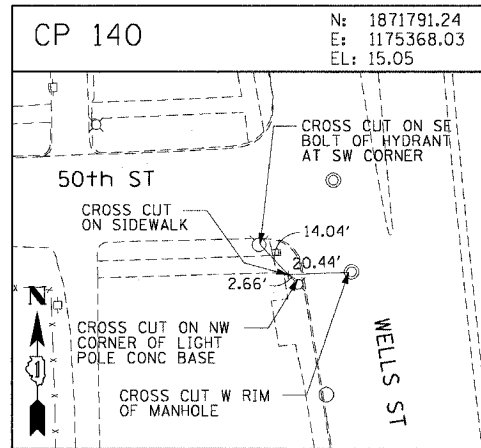 CP 140
N: 1871791.24
E: 1175368.03
EL: 15.05
CROSS CUT ON SE
BOLT OF HYDRANT
AT SW CORNER
50th ST
CROSS CUT
ON SIDEWALK
14.04'
20.44'
2.66'
N
1
CROSS CUT ON NW
CORNER OF LIGHT
POLE CONC BASE
WELLS ST
CROSS CUT W RIM
OF MANHOLE